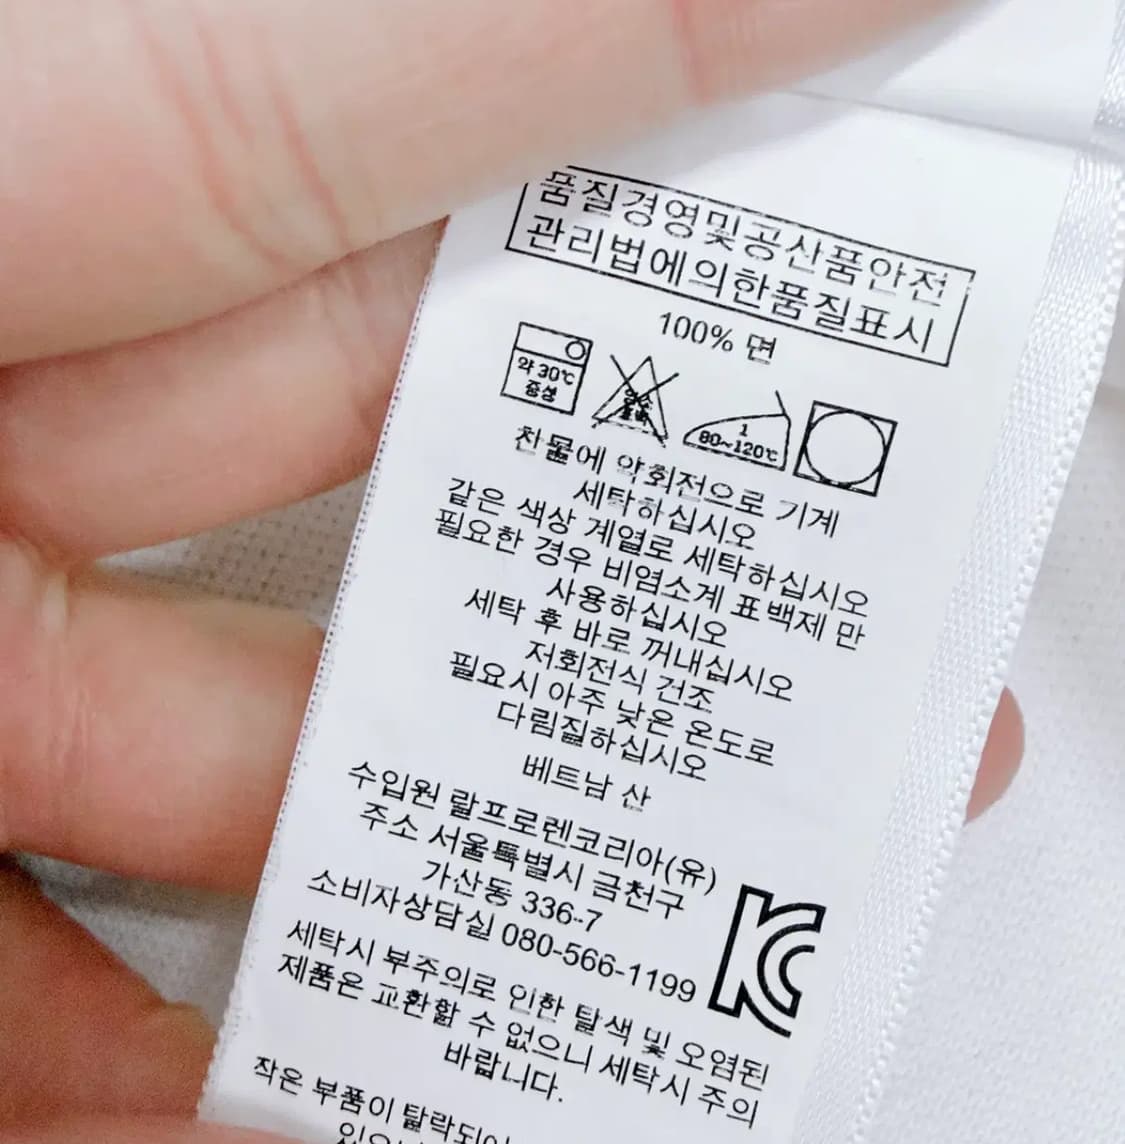 품질경영및공산품안전
관리법에의한품질표시
100% 면
약 30℃
중성
염소
표백
1
80~120℃
찬물에 약회전으로 기계
세탁하십시오
같은 색상 계열로 세탁하십시오
필요한 경우 비염소계 표백제 만
사용하십시오
세탁 후 바로 꺼내십시오
저회전식 건조
필요시 아주 낮은 온도로
다림질하십시오
베트남 산
수입원 랄프로렌코리아(유)
주소 서울특별시 금천구
가산동 336-7
소비자상담실 080-566-1199
KC
세탁시 부주의로 인한 탈색 및 오염된
제품은 교환할 수 없으니 세탁시 주의
바랍니다.
작은 부품이 탈락되어